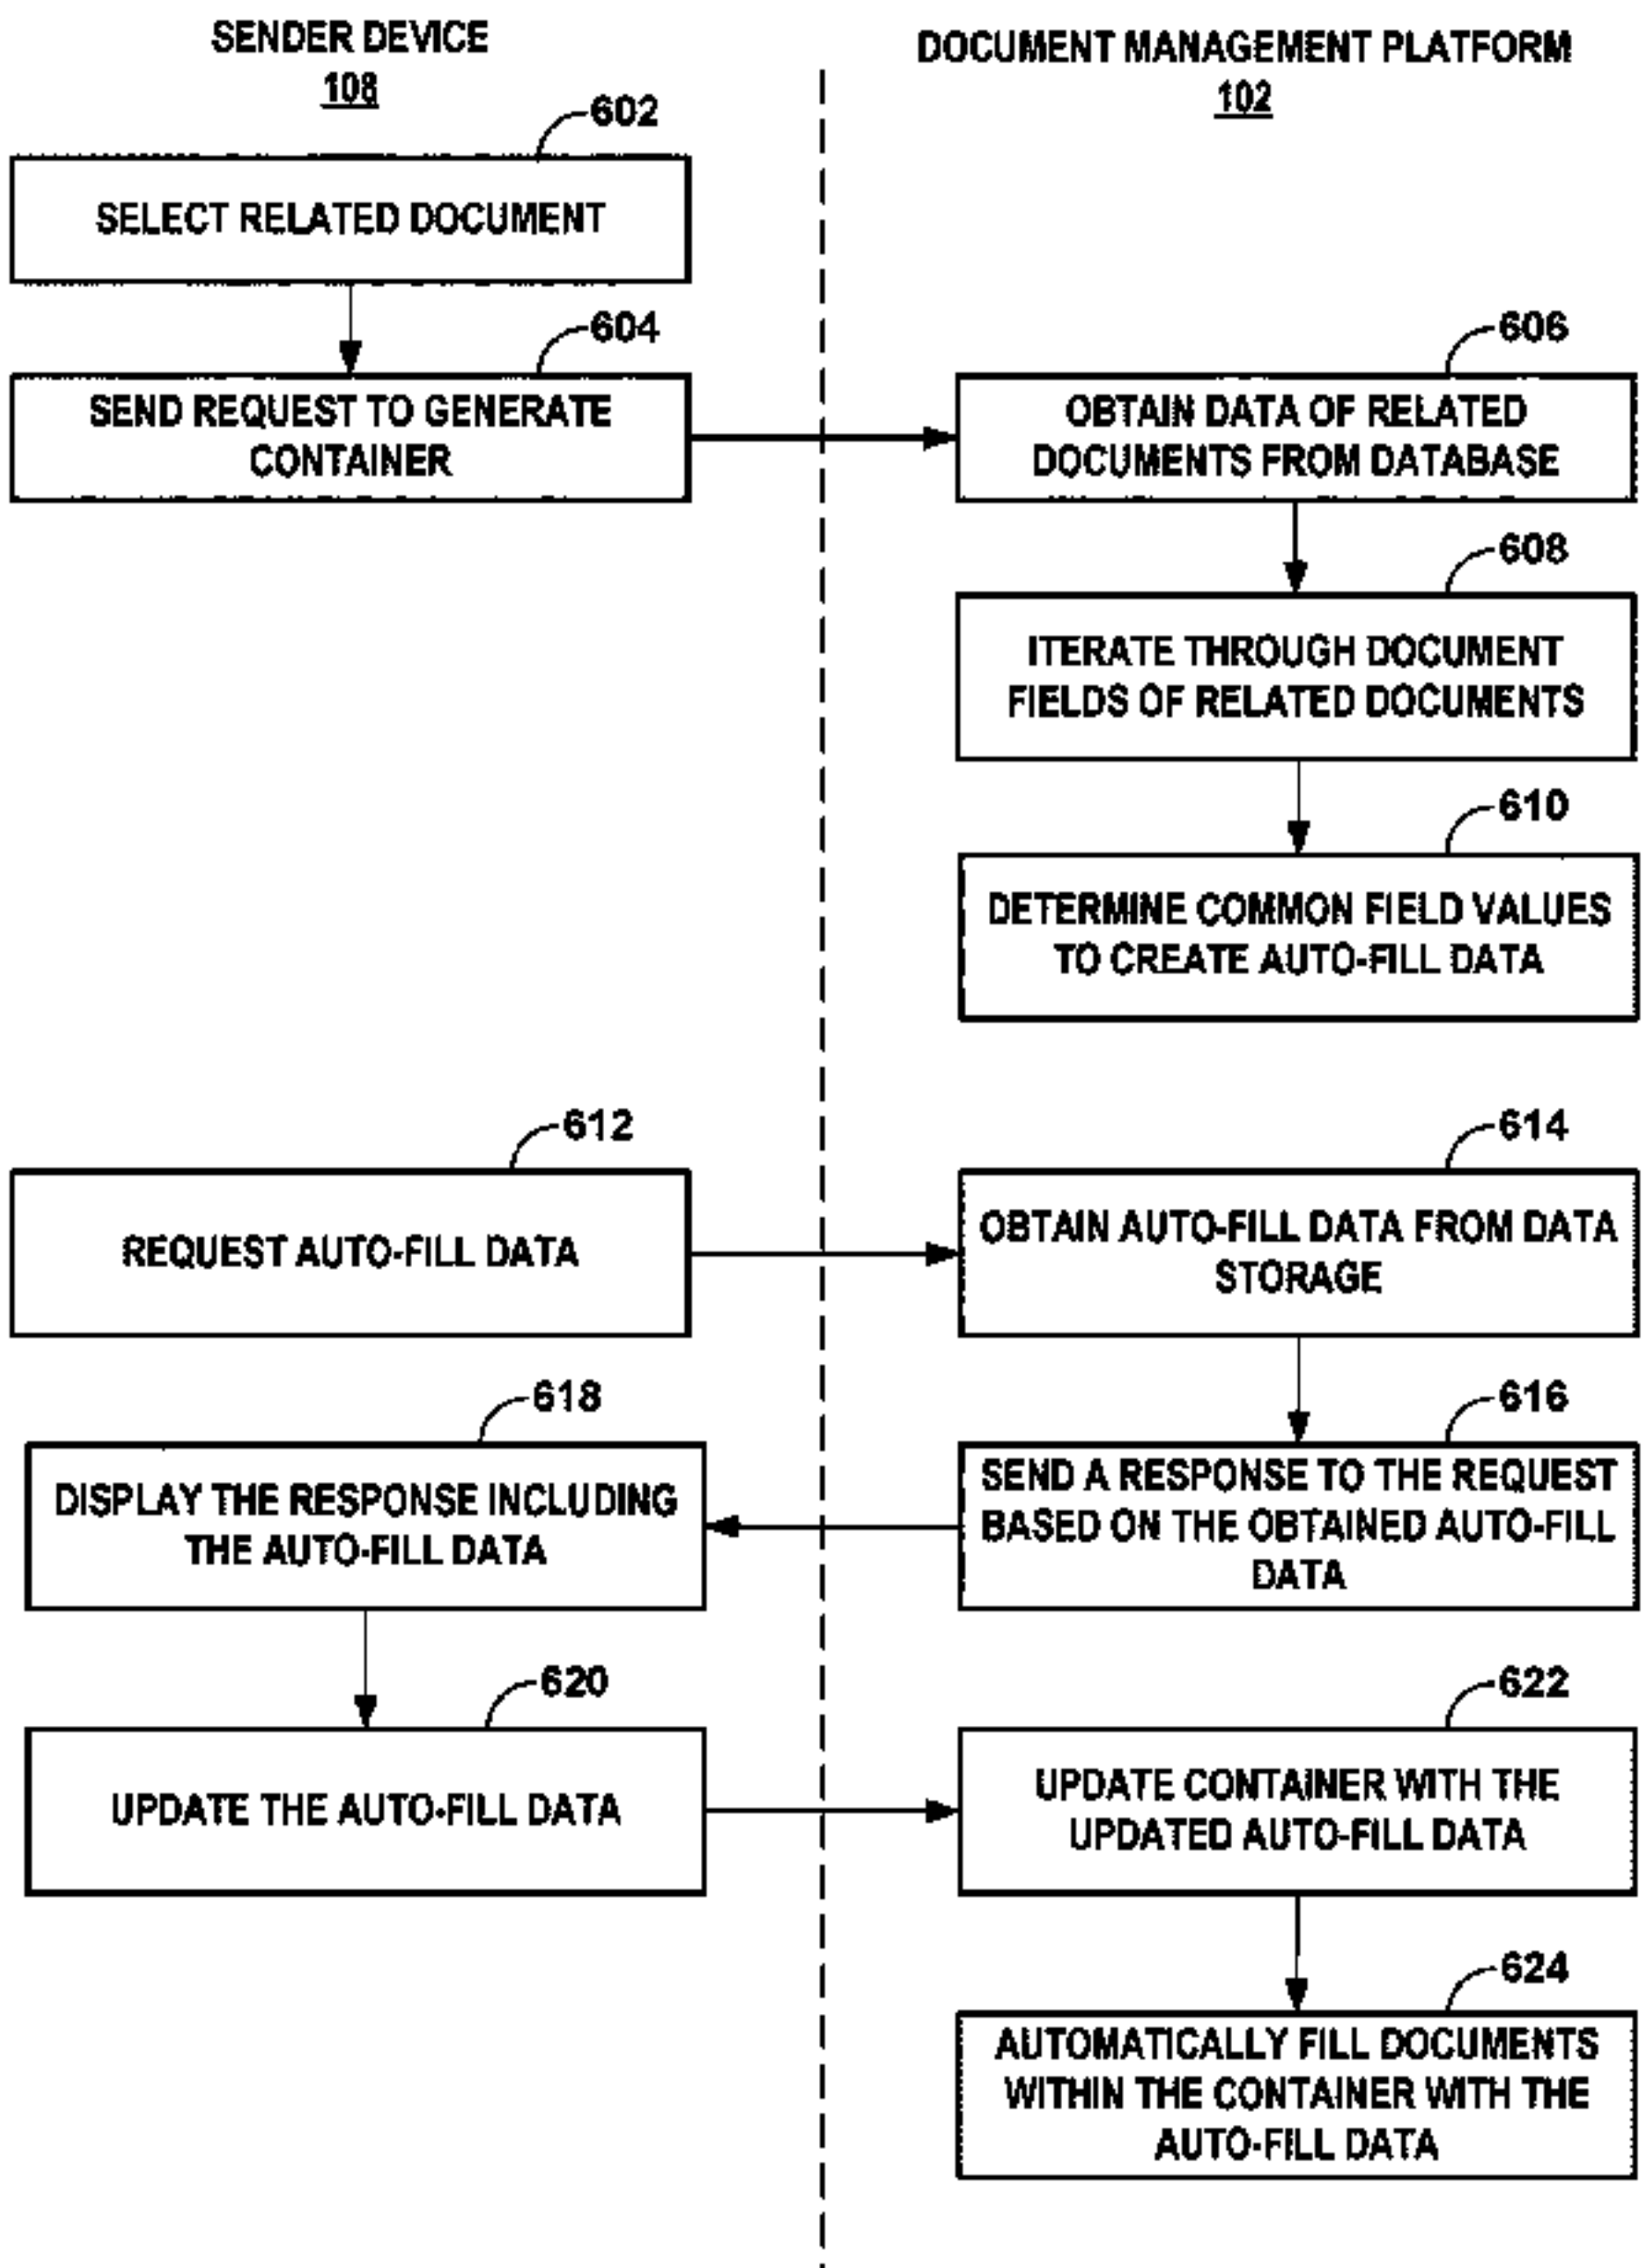 SENDER DEVICE
108
DOCUMENT MANAGEMENT PLATFORM
102
602
SELECT RELATED DOCUMENT
604
SEND REQUEST TO GENERATE
CONTAINER
606
OBTAIN DATA OF RELATED
DOCUMENTS FROM DATABASE
608
ITERATE THROUGH DOCUMENT
FIELDS OF RELATED DOCUMENTS
610
DETERMINE COMMON FIELD VALUES
TO CREATE AUTO-FILL DATA
612
REQUEST AUTO-FILL DATA
614
OBTAIN AUTO-FILL DATA FROM DATA
STORAGE
616
SEND A RESPONSE TO THE REQUEST
BASED ON THE OBTAINED AUTO-FILL
DATA
618
DISPLAY THE RESPONSE INCLUDING
THE AUTO-FILL DATA
620
UPDATE THE AUTO-FILL DATA
622
UPDATE CONTAINER WITH THE
UPDATED AUTO-FILL DATA
624
AUTOMATICALLY FILL DOCUMENTS
WITHIN THE CONTAINER WITH THE
AUTO-FILL DATA